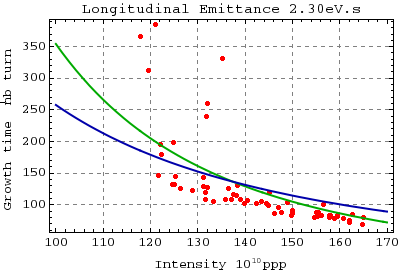 Longitudinal Emittance 2.30eV.s
Growth time hb turn
350
300
250
200
150
100
100 110 120 130 140 150 160 170
Intensity 10¹⁰ppp